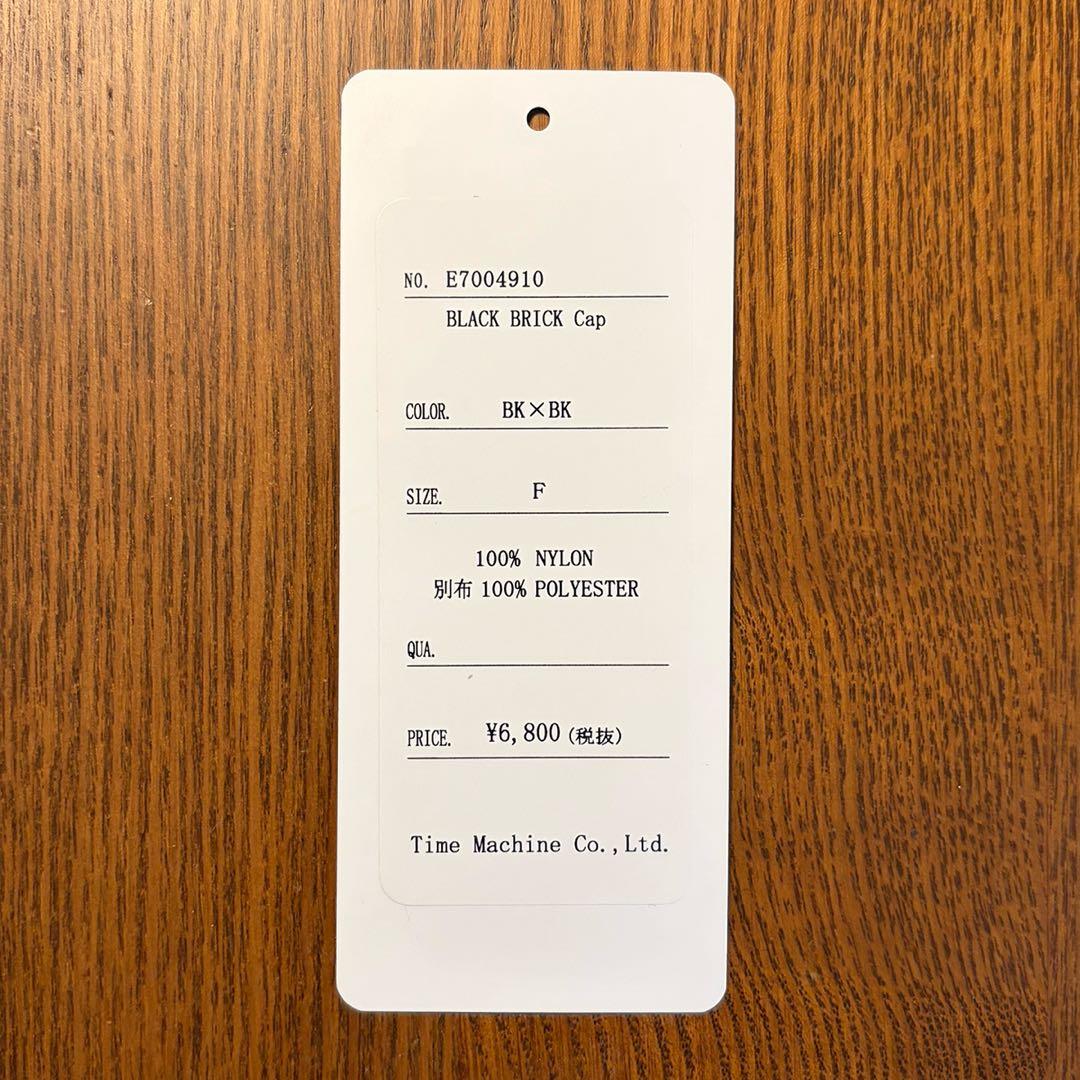 NO. E7004910
BLACK BRICK Cap
COLOR. BK×BK
SIZE. F
100% NYLON
別布 100% POLYESTER
QUA.
PRICE. ¥6,800 (税抜)
Time Machine Co.,Ltd.